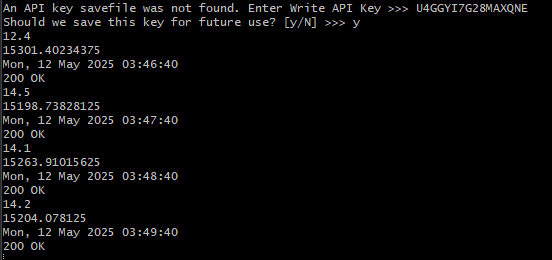 An API key savefile was not found. Enter Write API Key >>> U4GGYI7G28MAXQNE
Should we save this key for future use? [y/N] >>> y
12.4
15301.40234375
Mon, 12 May 2025 03:46:40
200 OK
14.5
15198.73828125
Mon, 12 May 2025 03:47:40
200 OK
14.1
15263.91015625
Mon, 12 May 2025 03:48:40
200 OK
14.2
15204.078125
Mon, 12 May 2025 03:49:40
200 OK